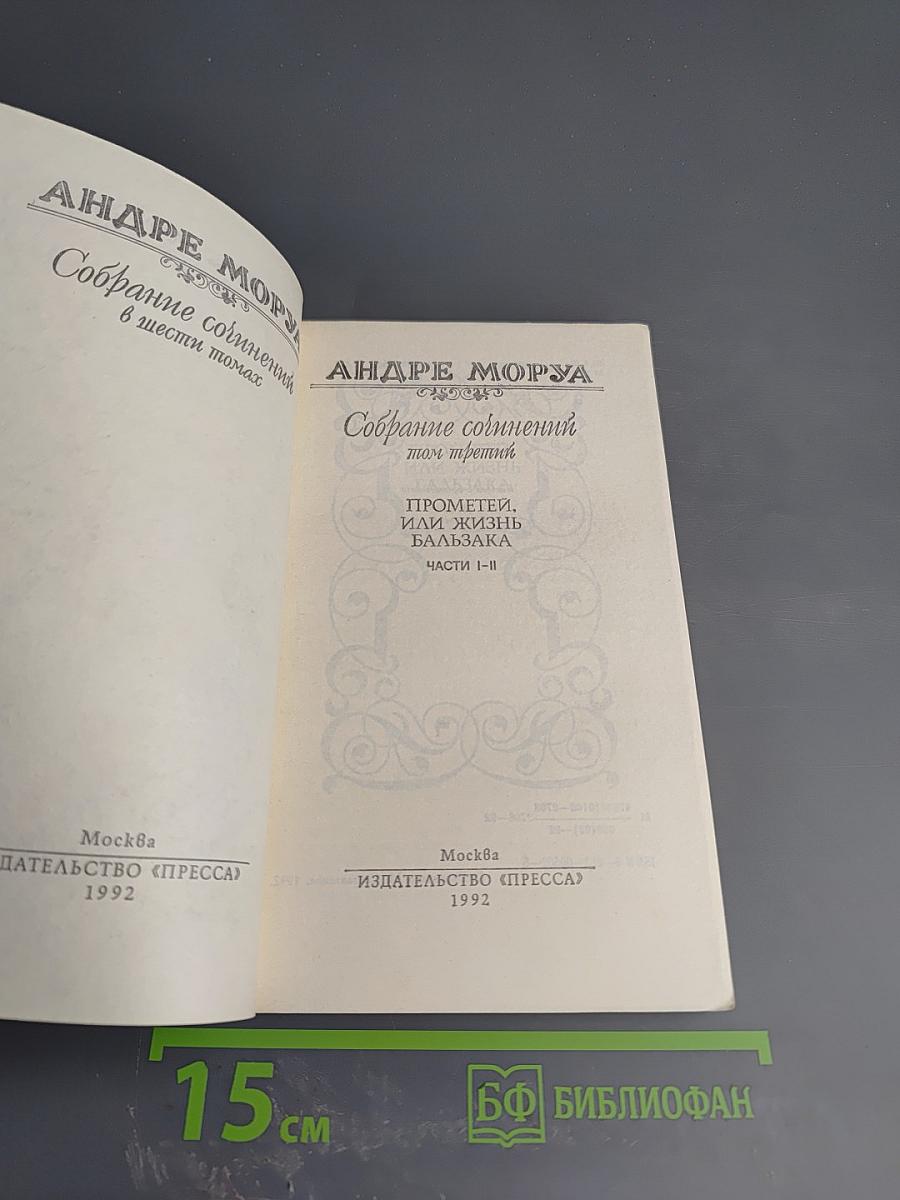 АНДРЕ МОРУА
Собрание сочинений
в шести томах
Москва
ДАТЕЛЬСТВО «ПРЕССА»
1992
АНДРЕ МОРУА
Собрание сочинений
том третий
ПРОМЕТЕЙ,
ИЛИ ЖИЗНЬ
БАЛЬЗАКА
ЧАСТИ I-II
Москва
ИЗДАТЕЛЬСТВО «ПРЕССА»
1992
15 см
БФ БИБЛИОФАН